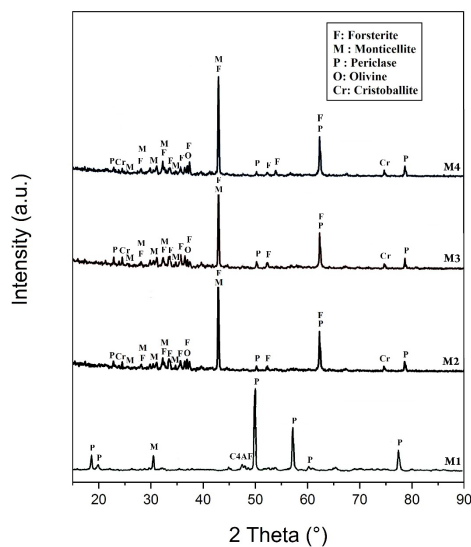 F: Forsterite
M : Monticellite
P : Periclase
O: Olivine
Cr: Cristoballite
M
F
F
P
M
M F
F
P Cr M F M F M O
P F F
Cr P
M4
F
M
F
P
M
M F
F
P Cr M F M F M O
P F
Cr P
M3
F
M
F
P
M
M F
F
P Cr M F M F M F O
P F
Cr P
M2
P
P
P
P
M
C4AF
P
P
M1
Intensity (a.u.)
20 30 40 50 60 70 80 90
2 Theta (°)